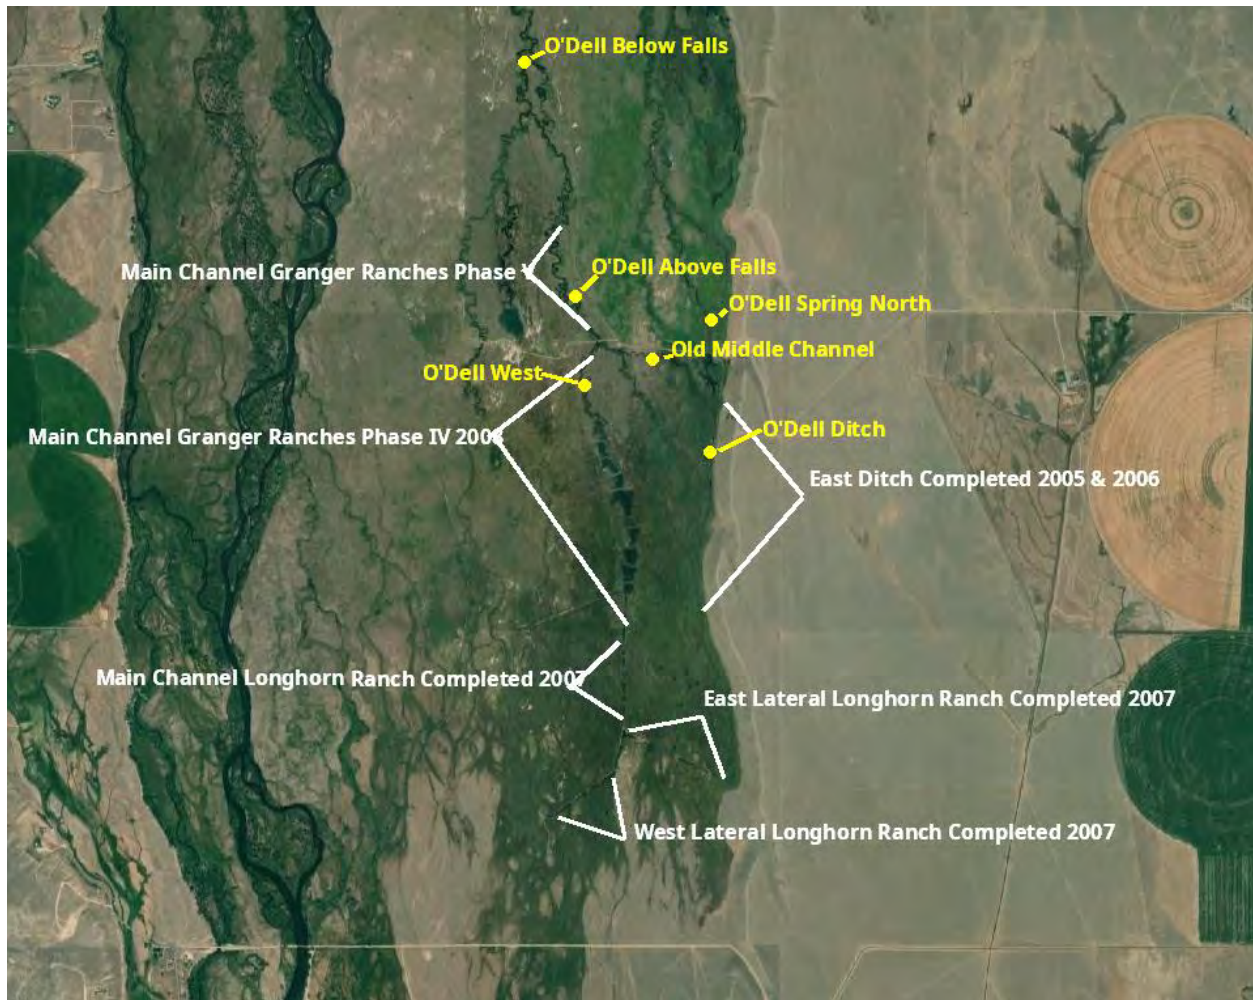 O'Dell Below Falls
Main Channel Granger Ranches Phase
O'Dell Above Falls
O'Dell Spring North
Old Middle Channel
O'Dell West
O'Dell Ditch
Main Channel Granger Ranches Phase IV
East Ditch Completed 2005 & 2006
Main Channel Longhorn Ranch Completed 2007
East Lateral Longhorn Ranch Completed 2007
West Lateral Longhorn Ranch Completed 2007